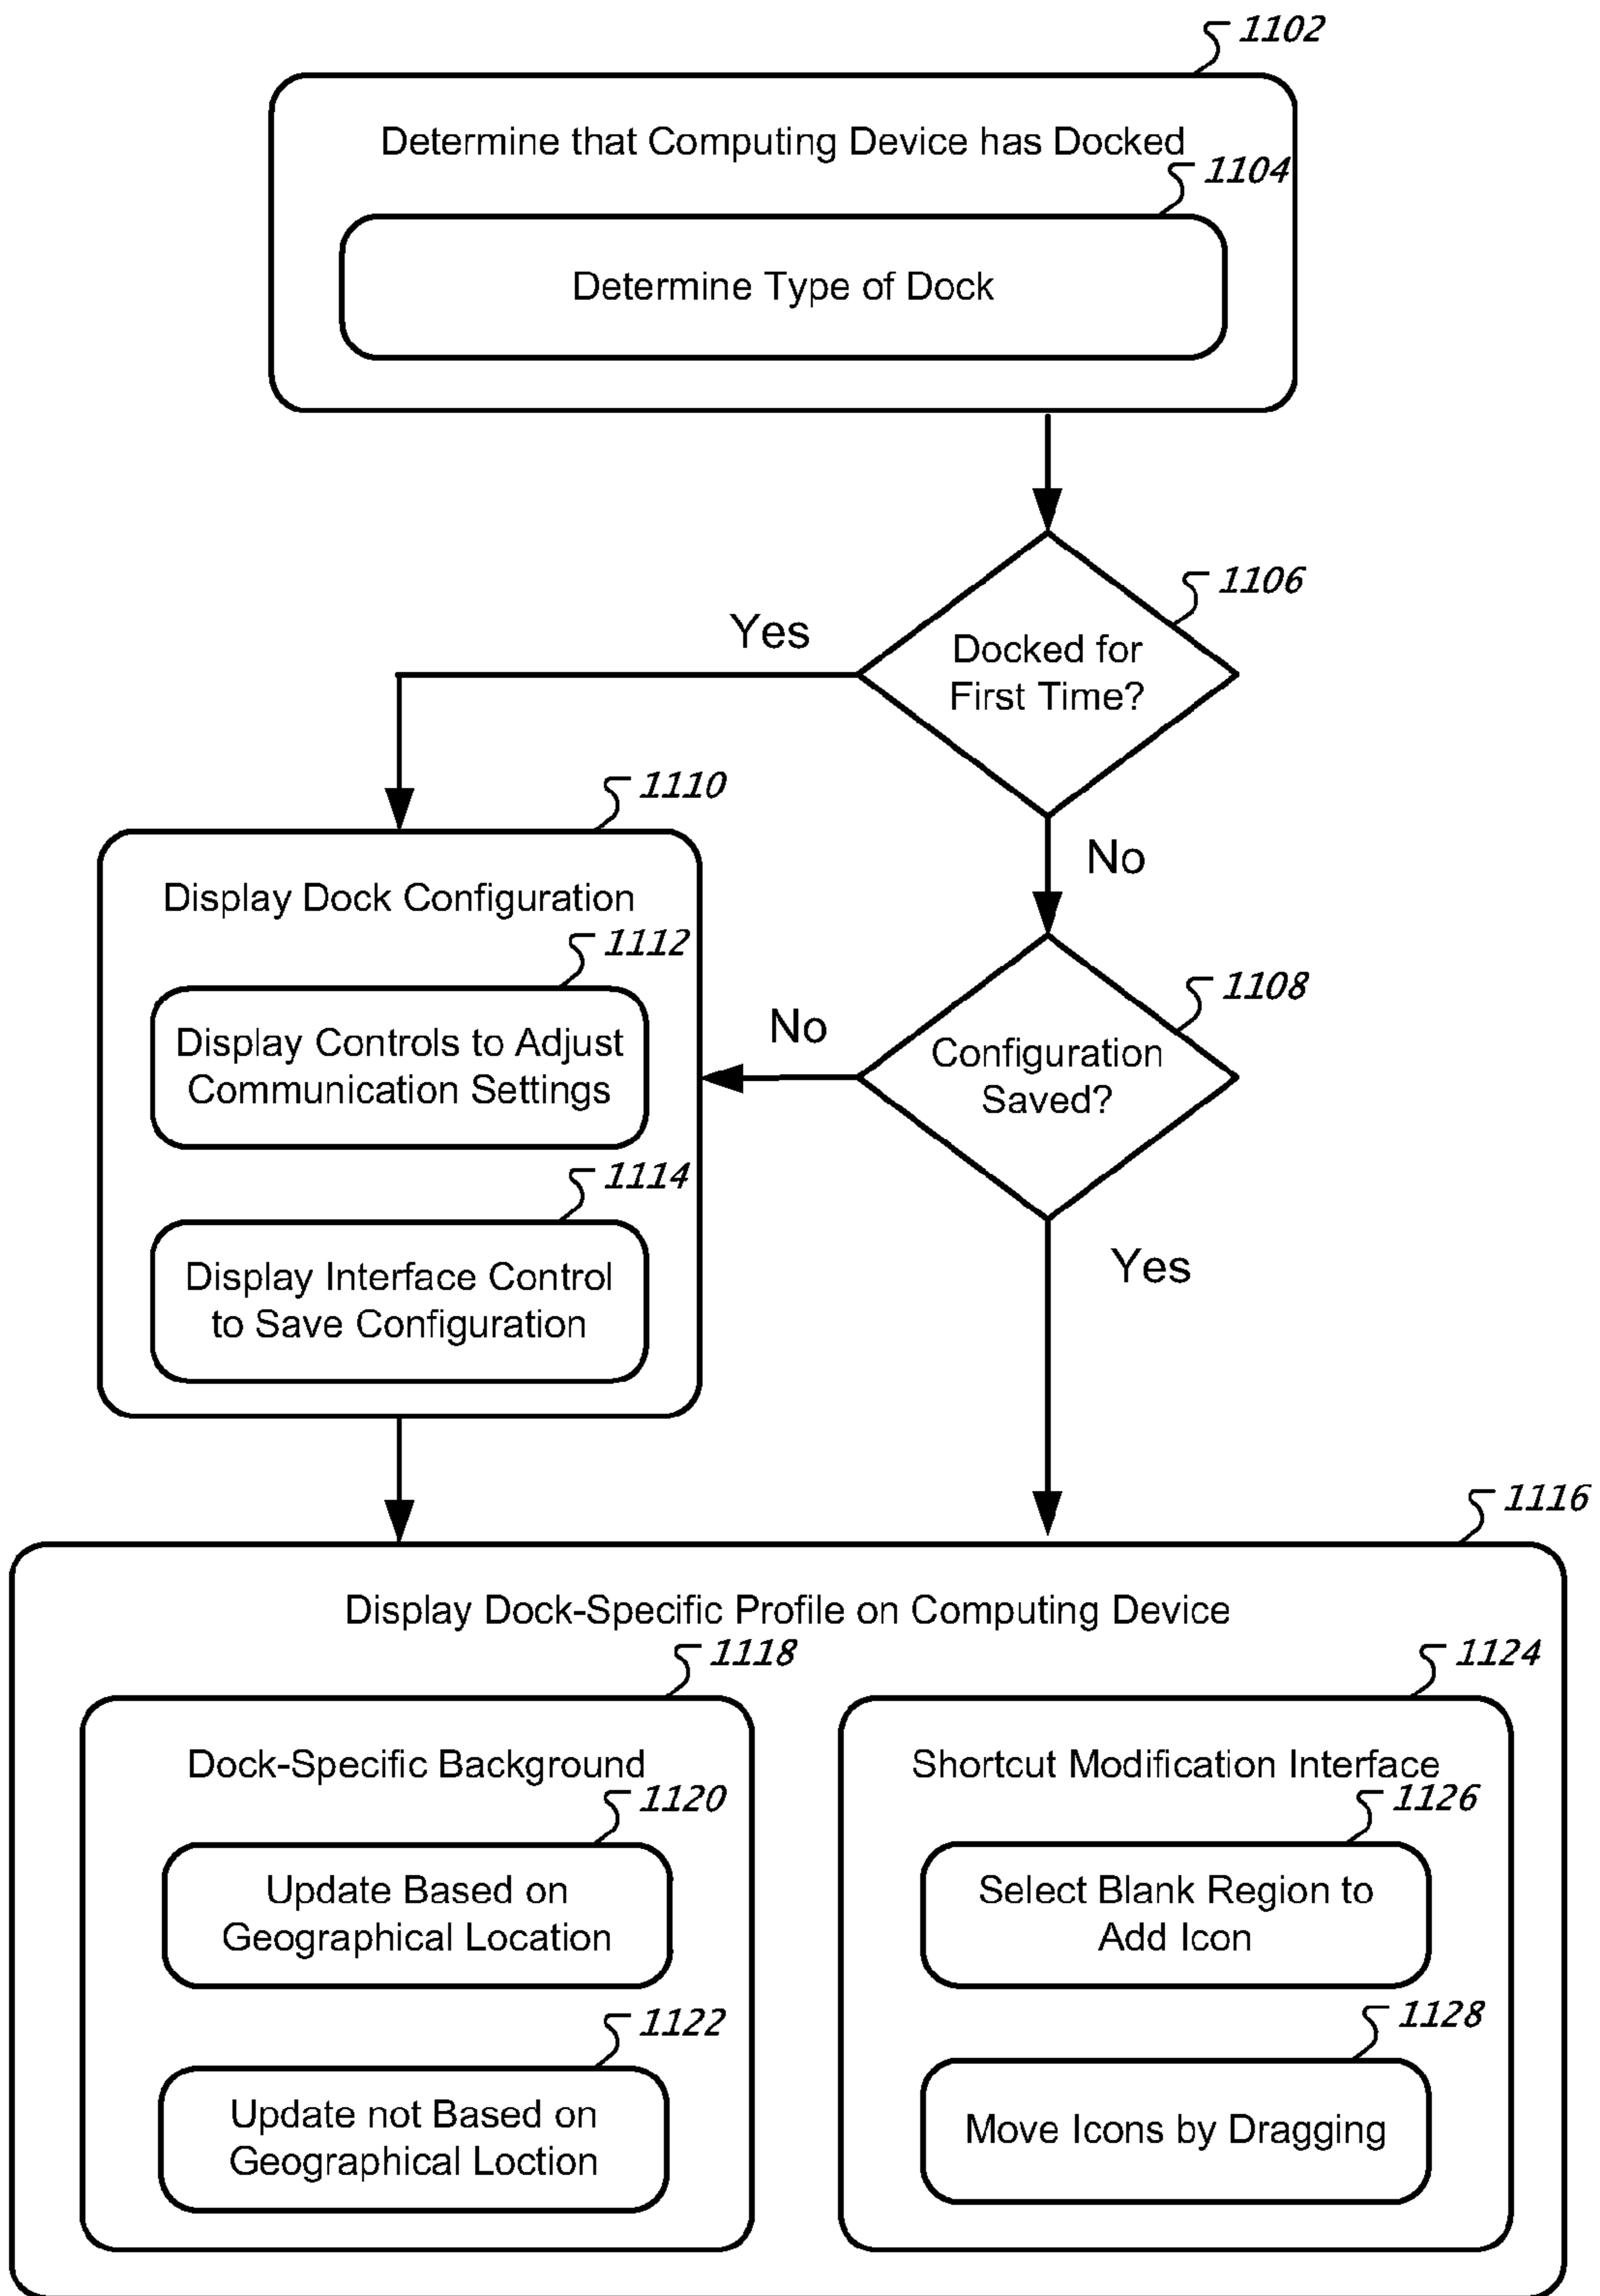 1102
Determine that Computing Device has Docked
1104
Determine Type of Dock
1106
Docked for
First Time?
Yes
No
1110
Display Dock Configuration
1112
Display Controls to Adjust
Communication Settings
1114
Display Interface Control
to Save Configuration
1108
Configuration
Saved?
No
Yes
1116
Display Dock-Specific Profile on Computing Device
1118
Dock-Specific Background
1120
Update Based on
Geographical Location
1122
Update not Based on
Geographical Loction
1124
Shortcut Modification Interface
1126
Select Blank Region to
Add Icon
1128
Move Icons by Dragging